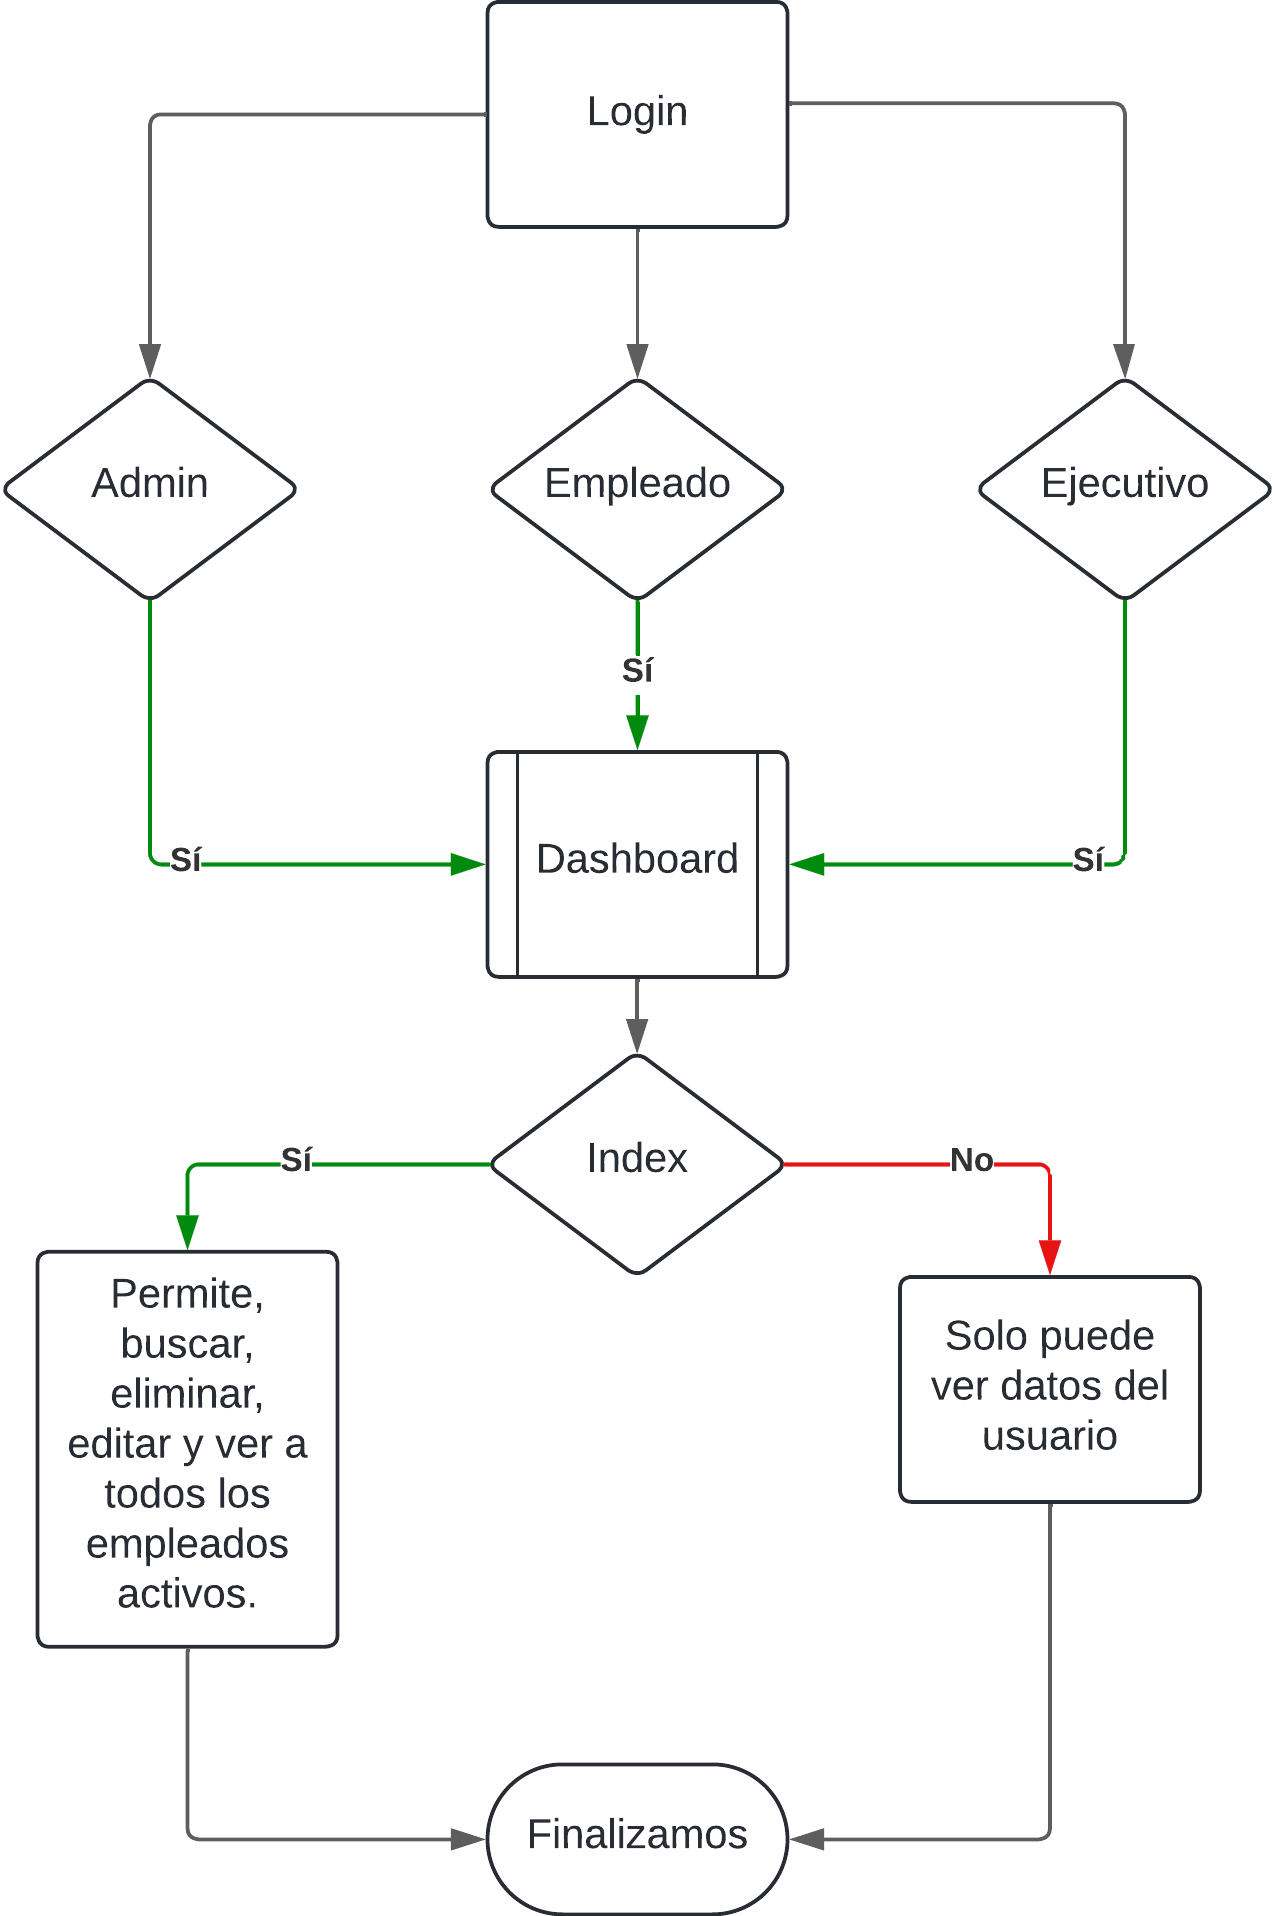 Login
Admin
Empleado
Ejecutivo
Sí
Sí
Sí
Dashboard
Sí
Index
No
Permite,
buscar,
eliminar,
editar y ver a
todos los
empleados
activos.
Solo puede
ver datos del
usuario
Finalizamos